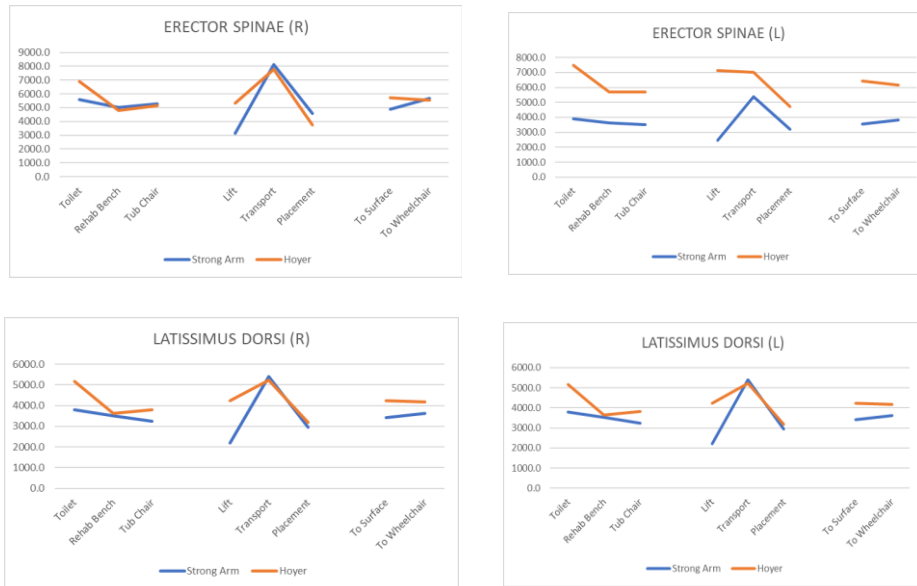 ERECTOR SPINAE (R)
9000.0
8000.0
7000.0
6000.0
5000.0
4000.0
3000.0
2000.0
1000.0
0.0
Toilet
Rehab Bench
Tub Chair
Lift
Transport
Placement
To Surface
To Wheelchair
Strong Arm
Hoyer
ERECTOR SPINAE (L)
8000.0
7000.0
6000.0
5000.0
4000.0
3000.0
2000.0
1000.0
0.0
Toilet
Rehab Bench
Tub Chair
Lift
Transport
Placement
To Surface
To Wheelchair
Strong Arm
Hoyer
LATISSIMUS DORSI (R)
6000.0
5000.0
4000.0
3000.0
2000.0
1000.0
0.0
Toilet
Rehab Bench
Tub Chair
Lift
Transport
Placement
To Surface
To Wheelchair
Strong Arm
Hoyer
LATISSIMUS DORSI (L)
6000.0
5000.0
4000.0
3000.0
2000.0
1000.0
0.0
Toilet
Rehab Bench
Tub Chair
Lift
Transport
Placement
To Surface
To Wheelchair
Strong Arm
Hoyer